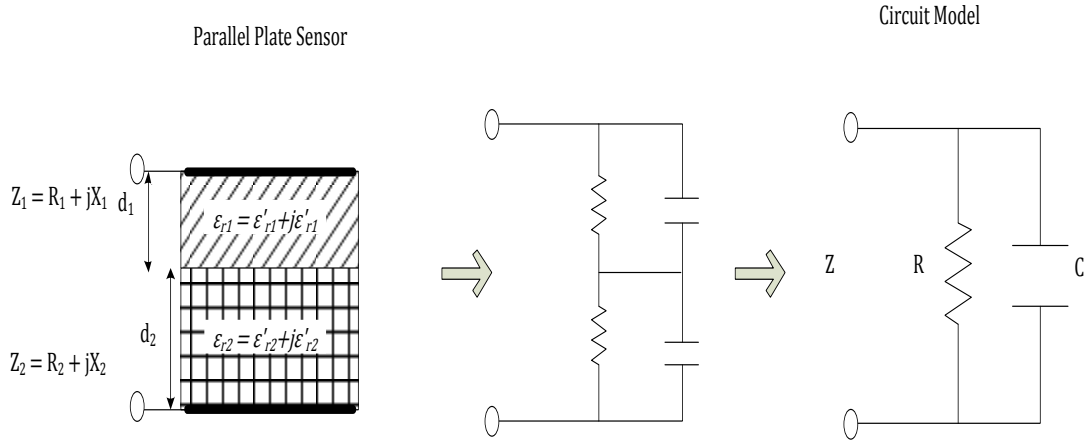 Parallel Plate Sensor
Circuit Model
Z₁ = R₁ + jX₁
d₁
εᵣ₁ = ε'ᵣ₁+jε'ᵣ₁
d₂
εᵣ₂ = ε'ᵣ₂+jε'ᵣ₂
Z₂ = R₂ + jX₂
Z
R
C